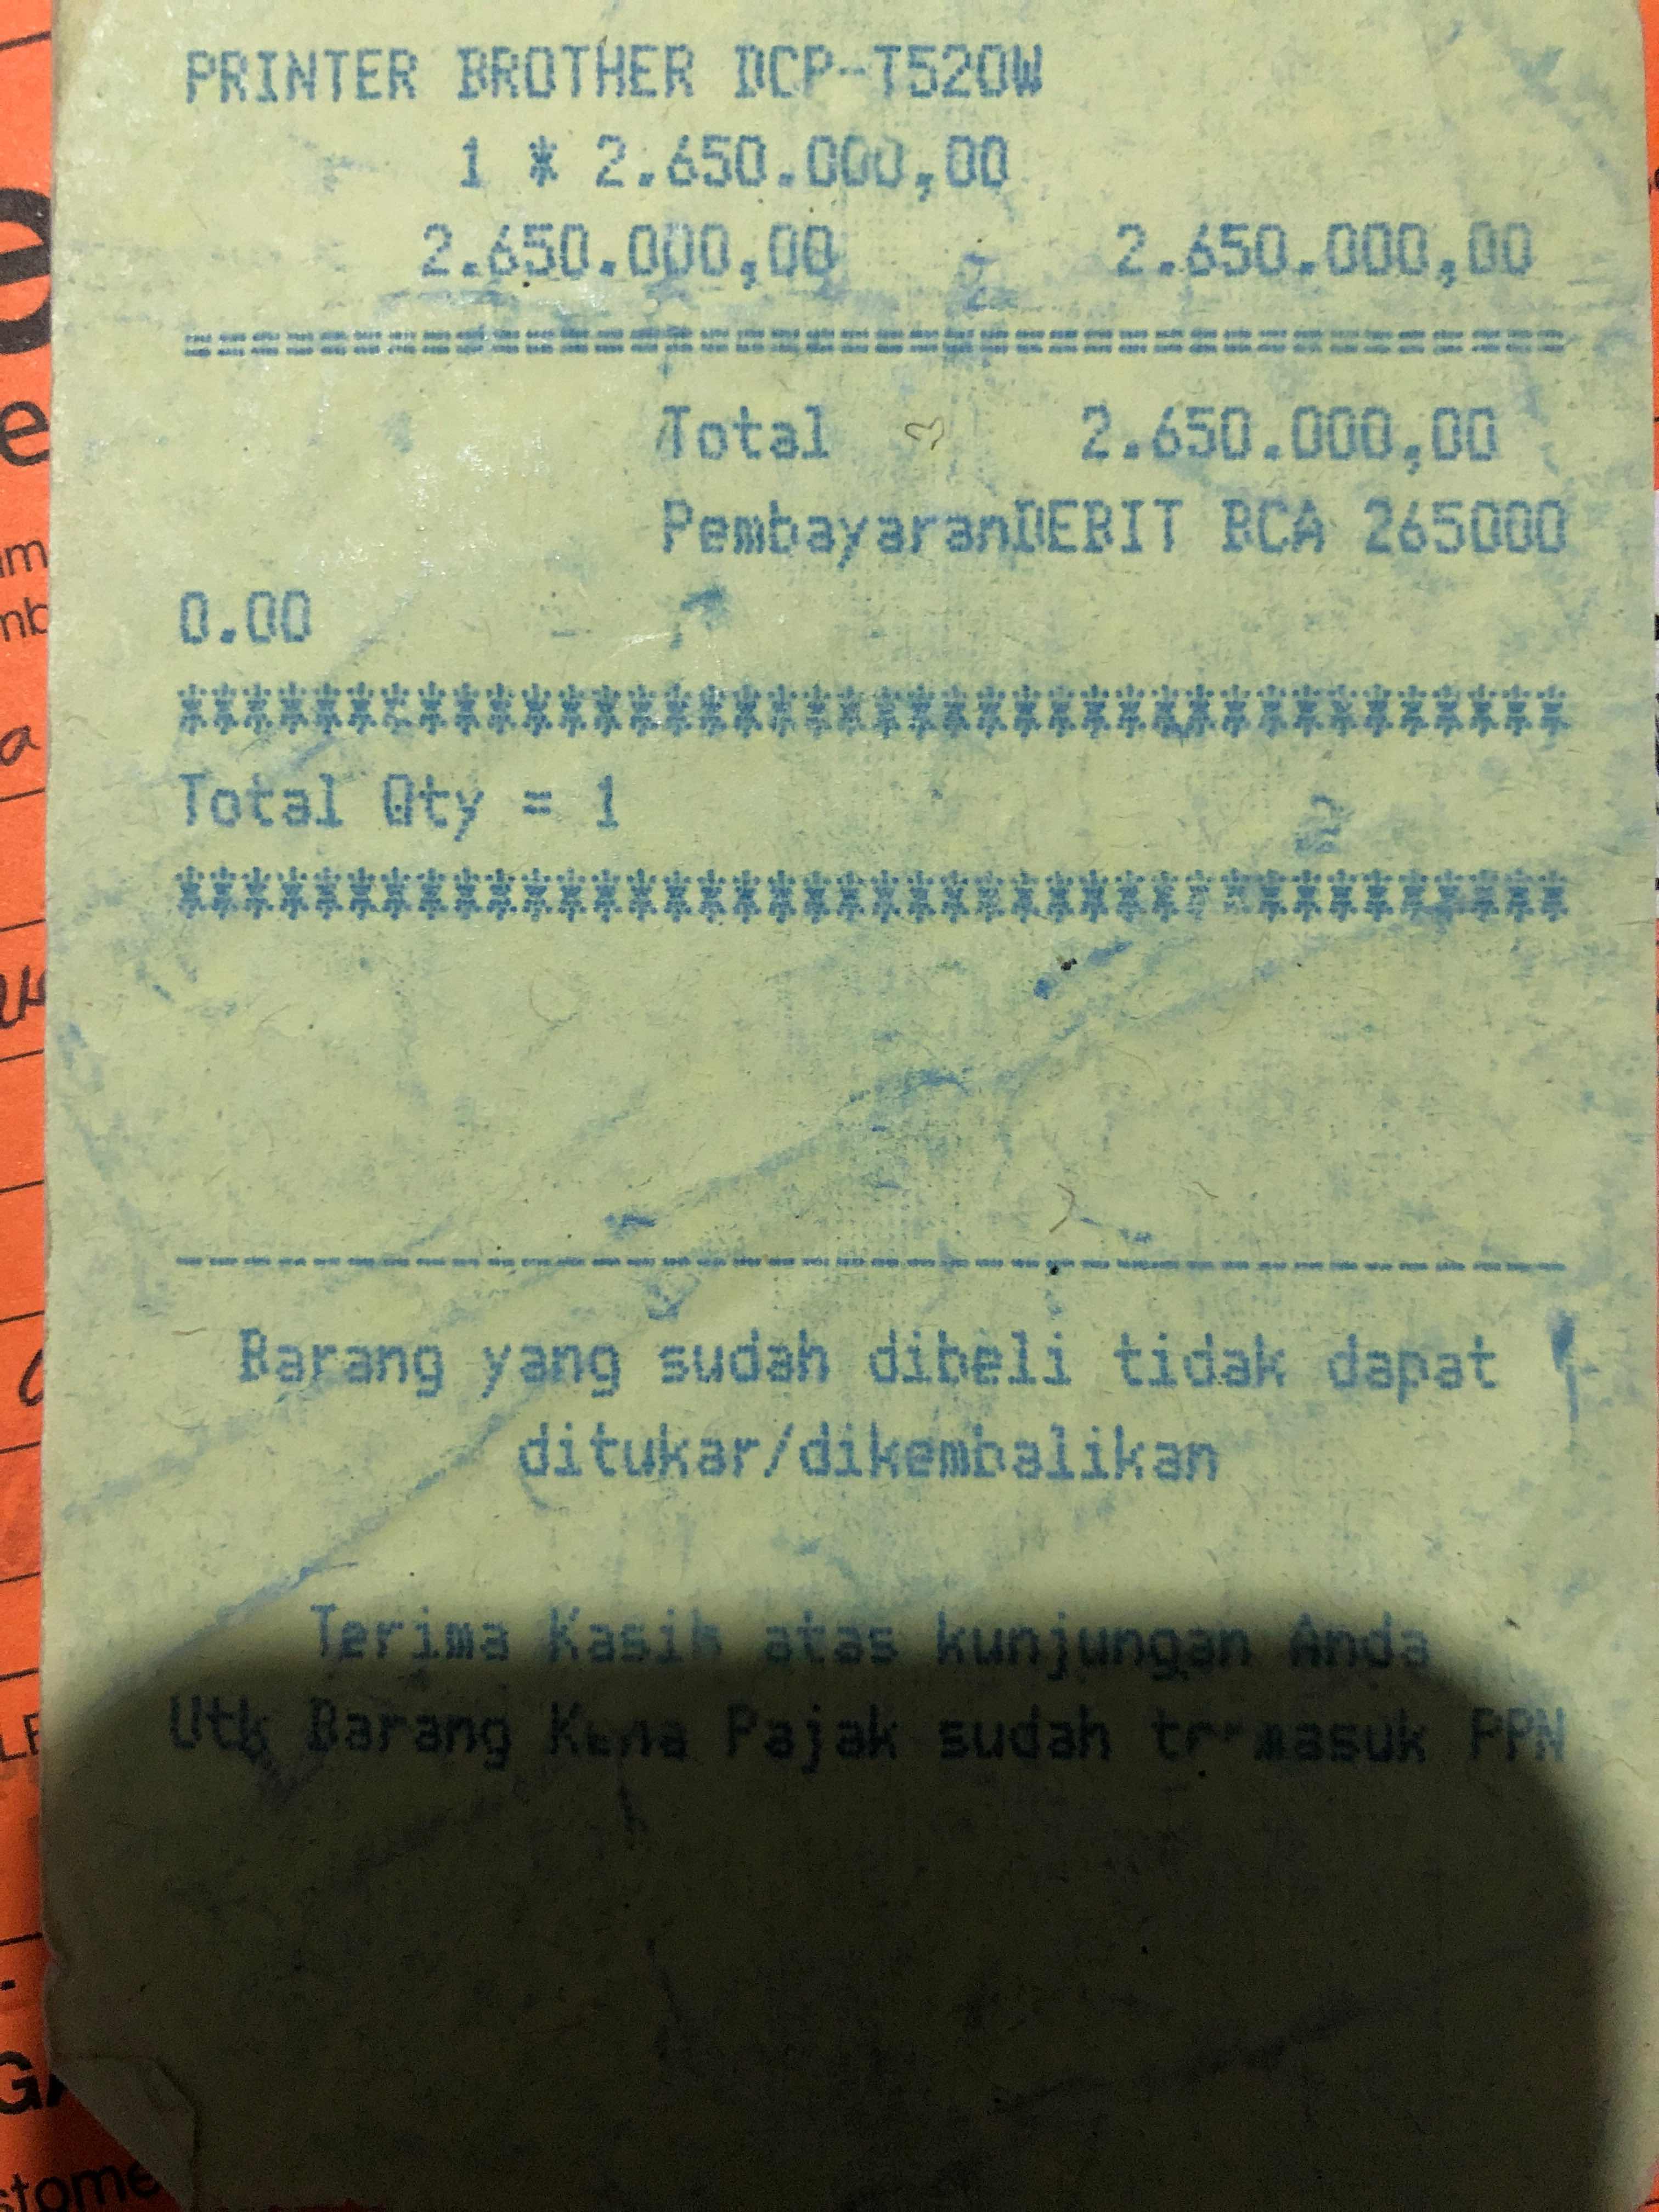 PRINTER BROTHER DCP-T520W
1 * 2.650.000,00
2.650.000,00 2.650.000,00
========================================
Total 2.650.000,00
PembayaranDEBIT BCA 265000
0.00
****************************************
Total Qty = 1
****************************************
----------------------------------------
Barang yang sudah dibeli tidak dapat
ditukar/dikembalikan
Terima Kasih atas kunjungan Anda
Utk Barang Kena Pajak sudah termasuk PPN